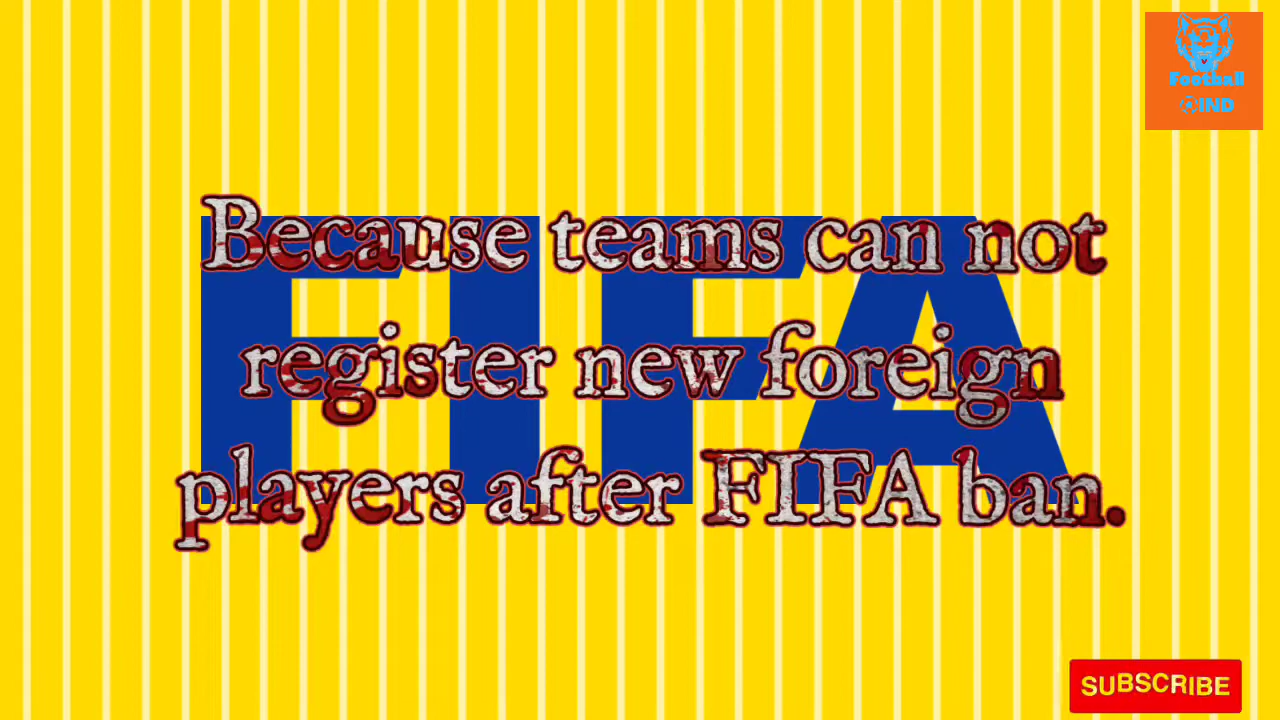 Football
IND
FIFA
Because teams can not
register new foreign
players after FIFA ban.
SUBSCRIBE